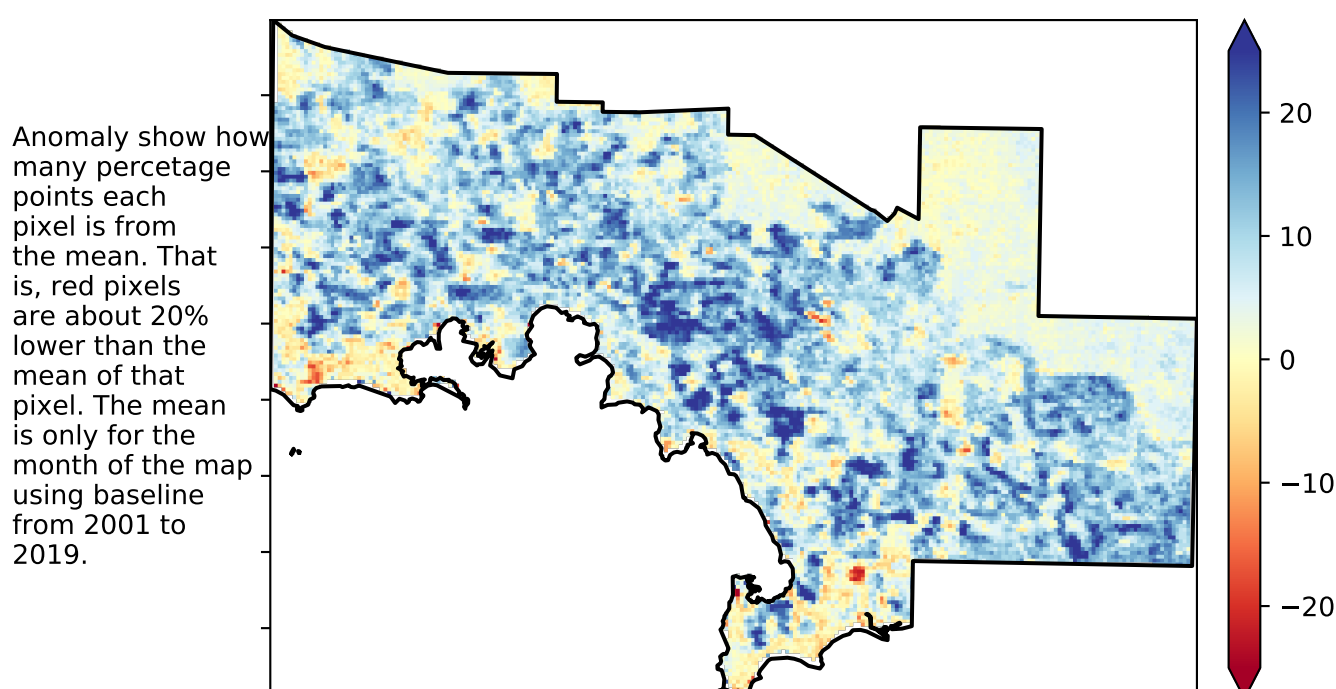 Anomaly show how
many percetage
points each
pixel is from
the mean. That
is, red pixels
are about 20%
lower than the
mean of that
pixel. The mean
is only for the
month of the map
using baseline
from 2001 to
2019.
20
10
0
−10
−20